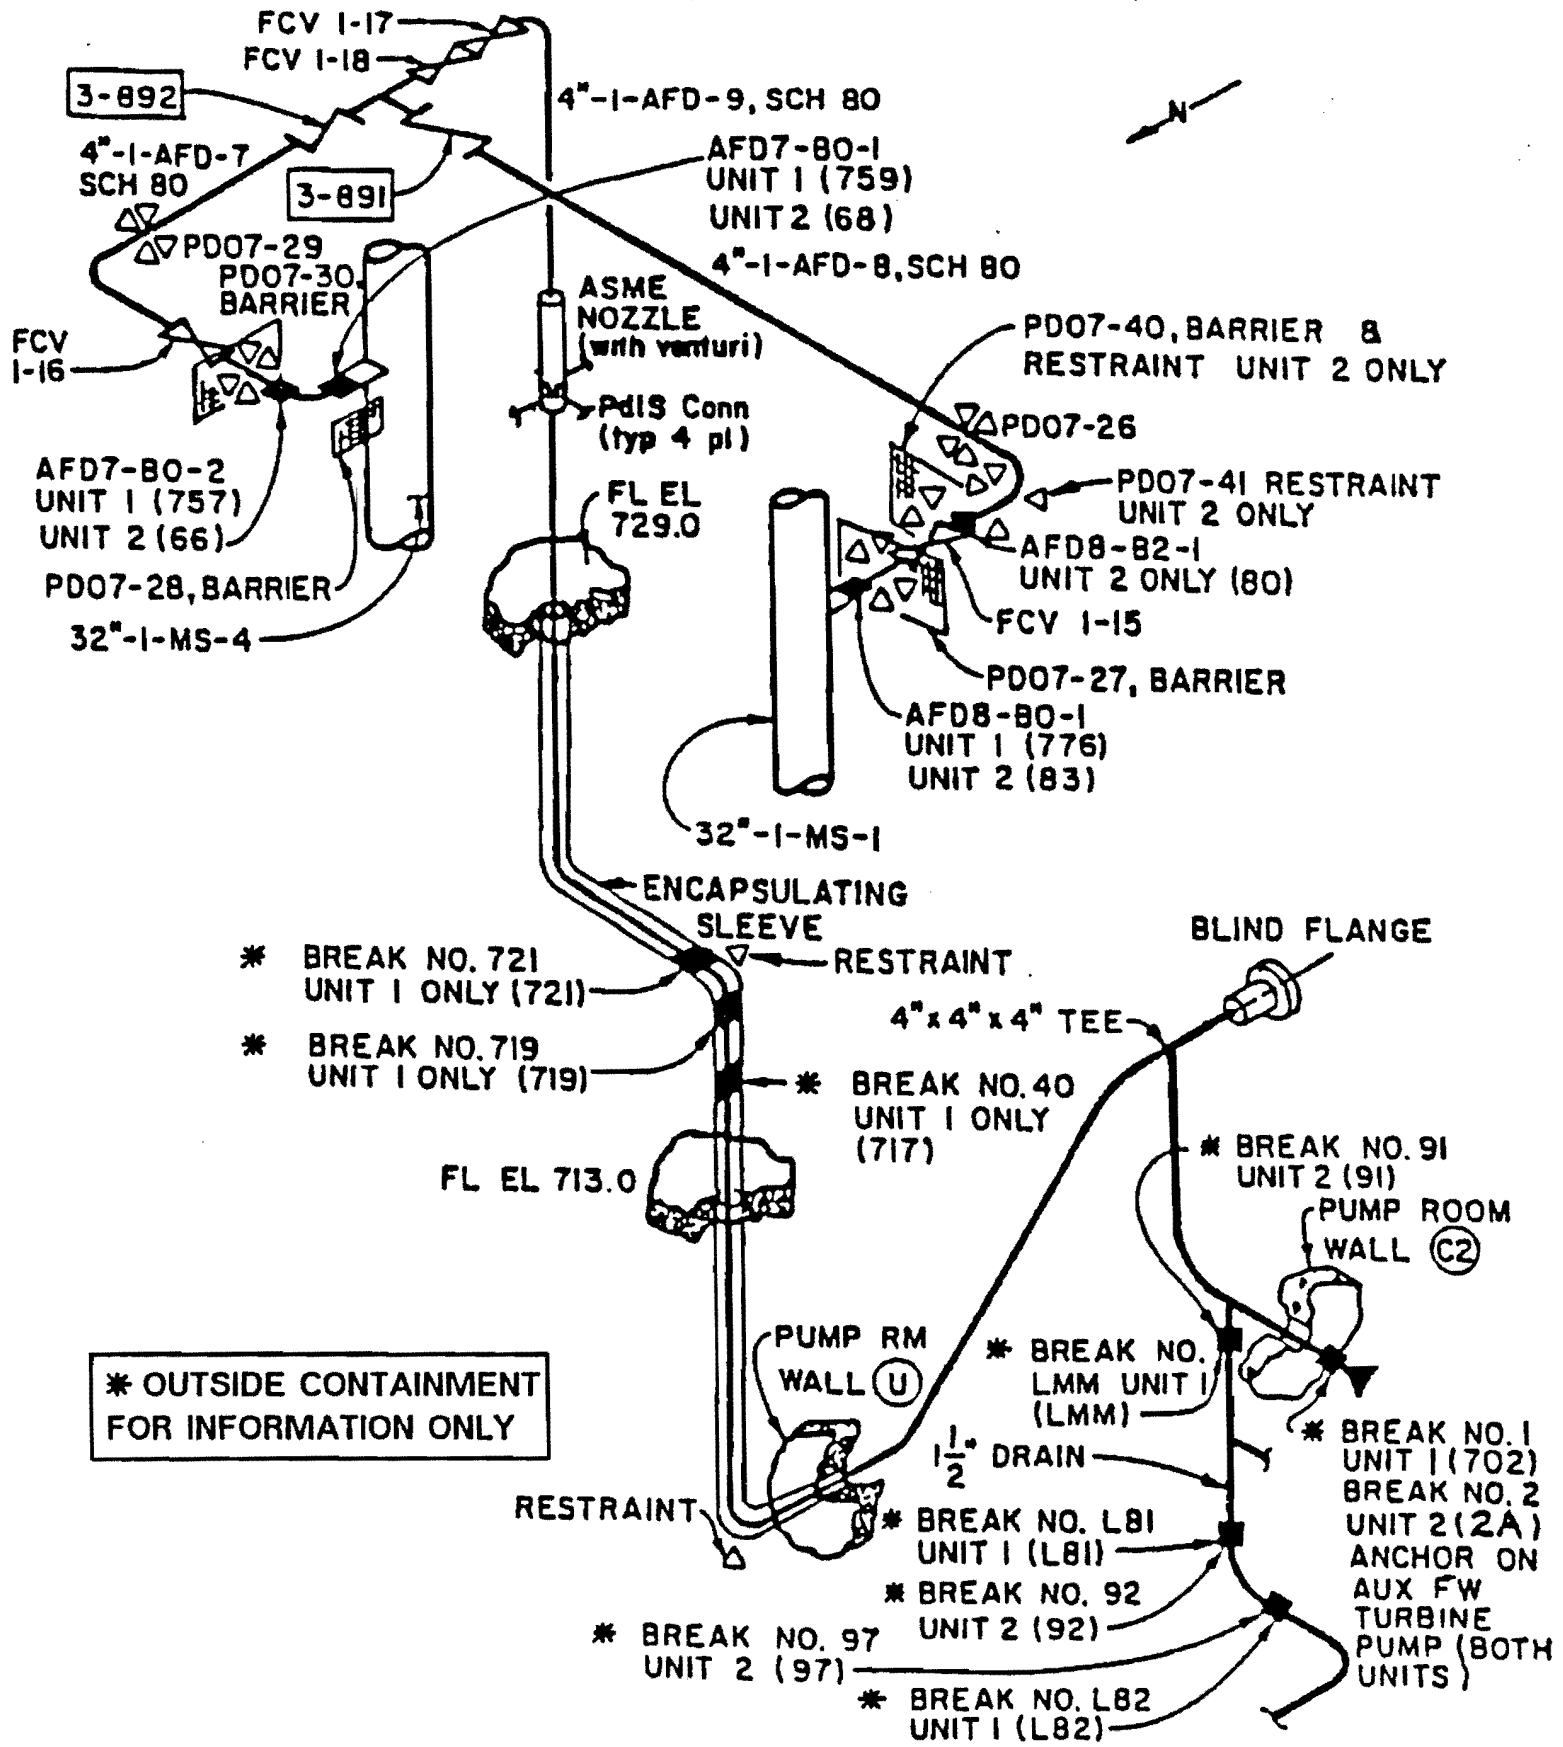 FCV 1-17
FCV 1-18
3-892
4"-1-AFD-9, SCH 80
N
4"-1-AFD-7
SCH 80
3-891
AFD7-BO-1
UNIT 1 (759)
UNIT 2 (68)
PD07-29
PD07-30,
BARRIER
4"-1-AFD-8, SCH 80
ASME
NOZZLE
(with venturi)
FCV
1-16
PD07-40, BARRIER &
RESTRAINT UNIT 2 ONLY
PdIS Conn
(typ 4 pl)
PD07-26
AFD7-BO-2
UNIT 1 (757)
UNIT 2 (66)
FL EL
729.0
PD07-41 RESTRAINT
UNIT 2 ONLY
AFD8-B2-1
UNIT 2 ONLY (80)
PD07-28, BARRIER
FCV 1-15
32"-1-MS-4
PD07-27, BARRIER
AFD8-BO-1
UNIT 1 (776)
UNIT 2 (83)
32"-1-MS-1
ENCAPSULATING
SLEEVE
BLIND FLANGE
* BREAK NO. 721
UNIT 1 ONLY (721)
RESTRAINT
4"x4"x4" TEE
* BREAK NO. 719
UNIT 1 ONLY (719)
* BREAK NO. 40
UNIT 1 ONLY
(717)
* BREAK NO. 91
UNIT 2 (91)
FL EL 713.0
PUMP ROOM
WALL C2
PUMP RM
WALL U
* BREAK NO.
LMM UNIT 1
(LMM)
* OUTSIDE CONTAINMENT
FOR INFORMATION ONLY
1 1/2" DRAIN
* BREAK NO. 1
UNIT 1 (702)
BREAK NO. 2
UNIT 2 (2A)
ANCHOR ON
AUX FW
TURBINE
PUMP (BOTH
UNITS)
RESTRAINT
* BREAK NO. L81
UNIT 1 (L81)
* BREAK NO. 92
UNIT 2 (92)
* BREAK NO. 97
UNIT 2 (97)
* BREAK NO. L82
UNIT 1 (L82)